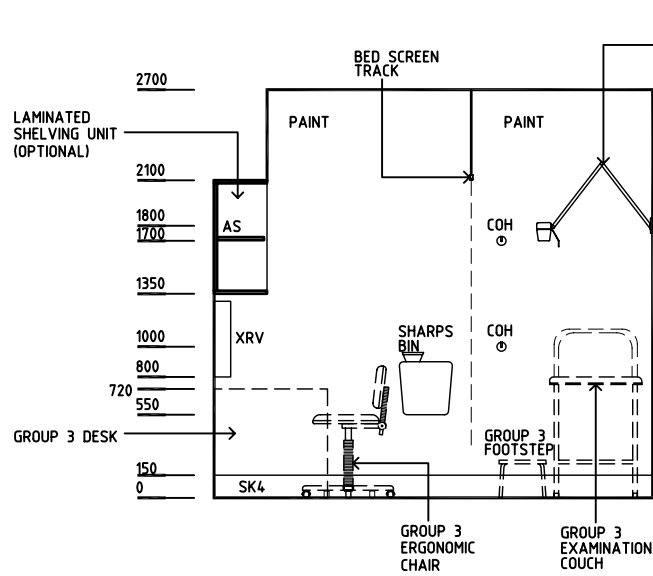 BED SCREEN
TRACK
2700
LAMINATED
SHELVING UNIT
(OPTIONAL)
PAINT
PAINT
2100
1800
1700
AS
COH
1350
1000
XRV
SHARPS
BIN
COH
800
720
550
GROUP 3 DESK
GROUP 3
FOOTSTEP
150
0
SK4
GROUP 3
ERGONOMIC
CHAIR
GROUP 3
EXAMINATION
COUCH